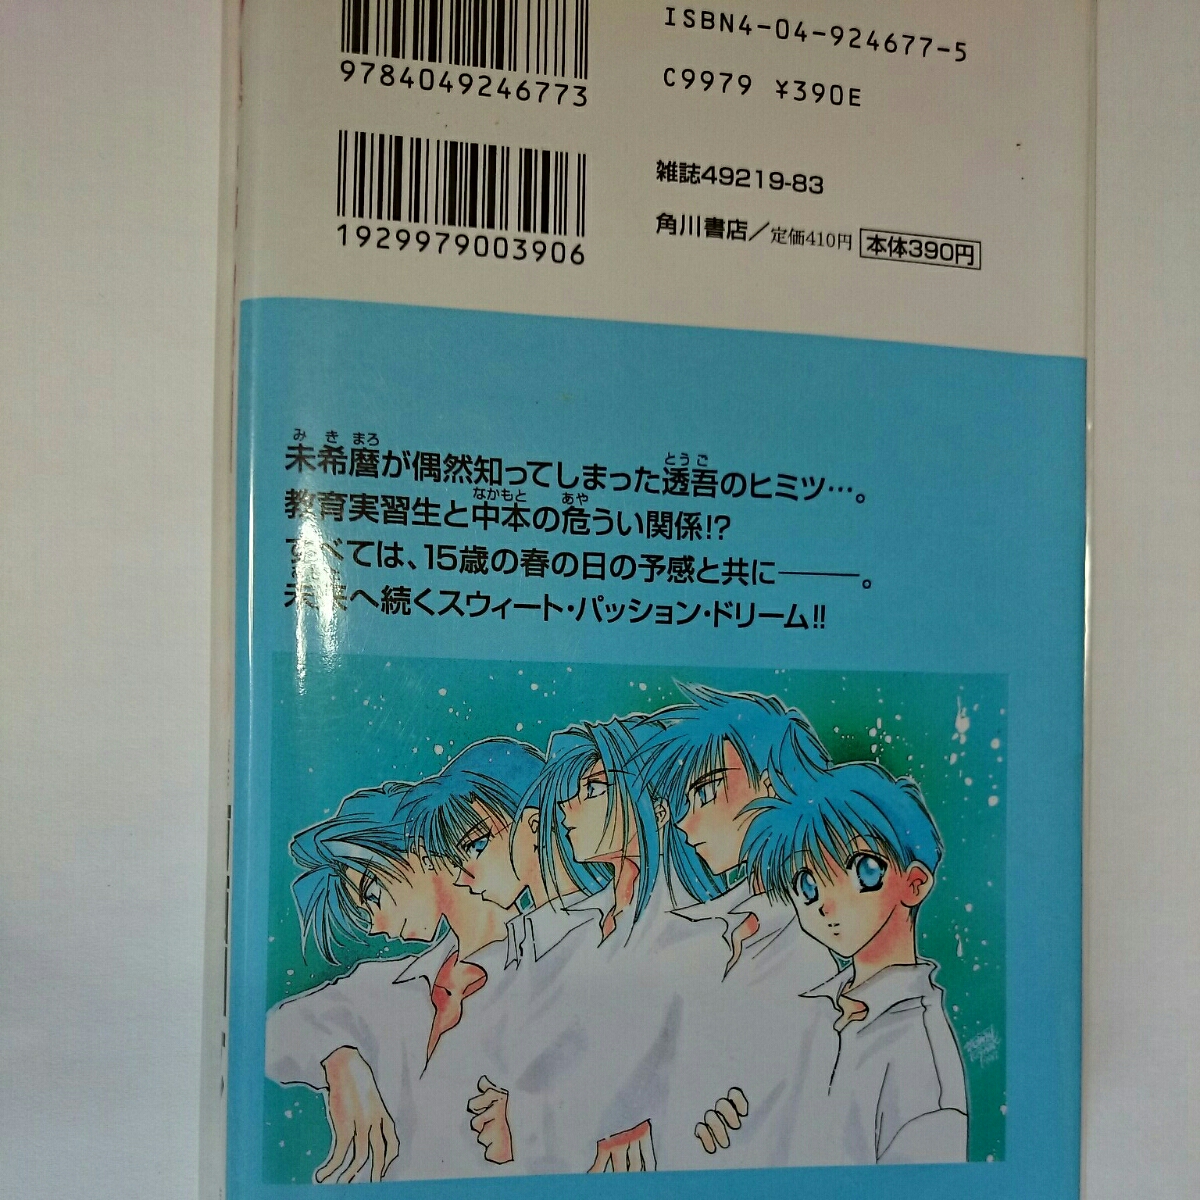 ISBN4-04-924677-5
9784049246773
C9979 ¥390E
雑誌49219-83
1929979003906
角川書店／定価410円 本体390円
みきまろ とうご
未希麿が偶然知ってしまった透吾のヒミツ…。
なかもと あや
教育実習生と中本の危うい関係!?
すべては、15歳の春の日の予感と共に───。
未来へ続くスウィート・パッション・ドリーム!!